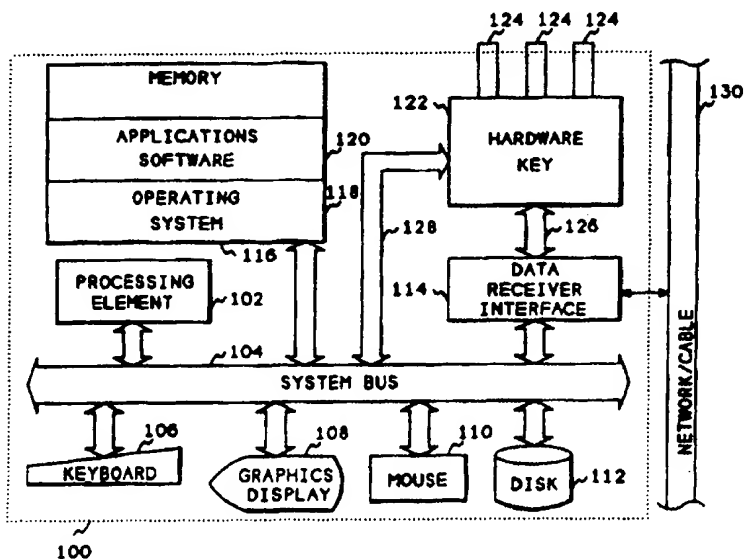 124 124 124
MEMORY
122
130
HARDWARE
KEY
APPLICATIONS
SOFTWARE
120
OPERATING
SYSTEM
118
116
128
126
PROCESSING
ELEMENT
102
114
DATA
RECEIVER
INTERFACE
104
SYSTEM BUS
NETWORK/CABLE
106
KEYBOARD
108
GRAPHICS
DISPLAY
110
MOUSE
DISK
112
100